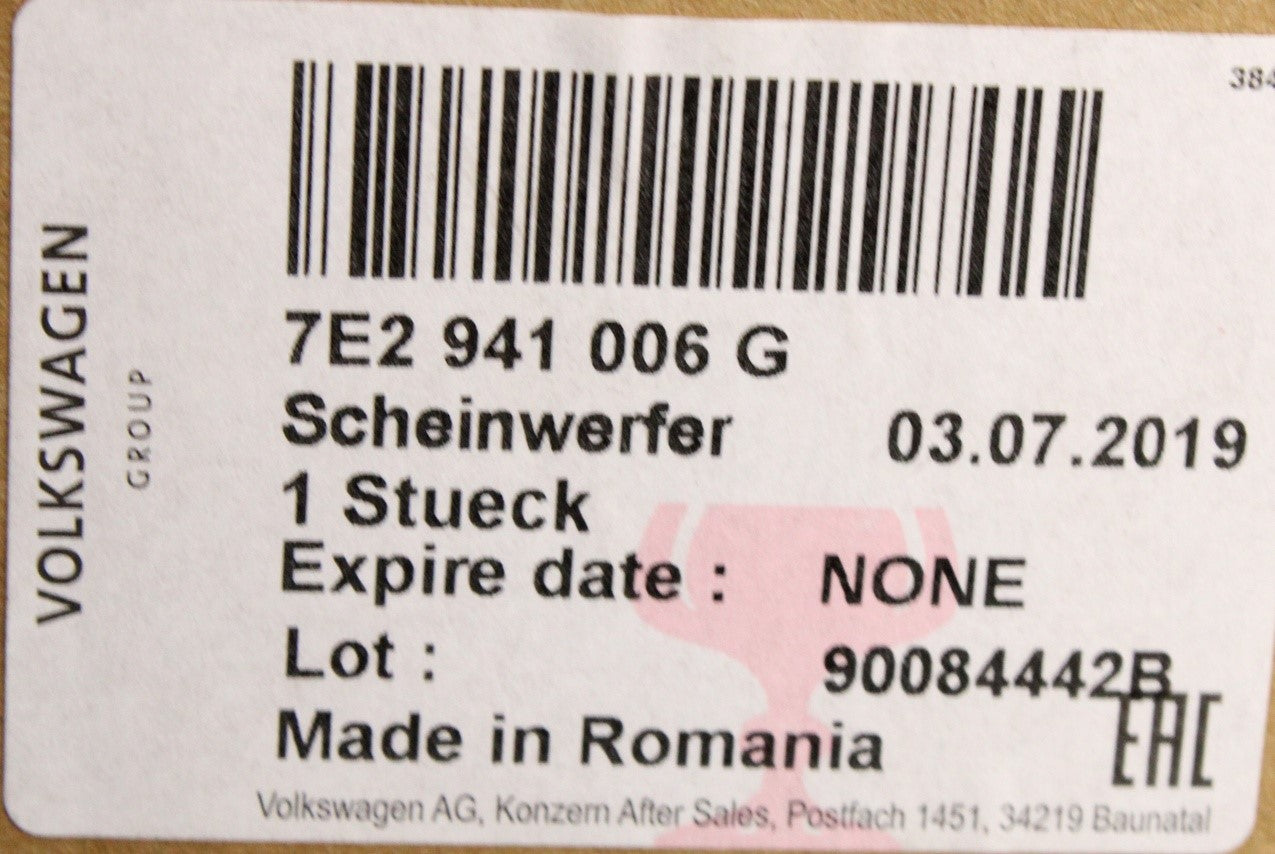 384
VOLKSWAGEN
GROUP
7E2 941 006 G
Scheinwerfer 03.07.2019
1 Stueck
Expire date : NONE
Lot : 90084442B
EAC
Made in Romania
Volkswagen AG, Konzern After Sales, Postfach 1451, 34219 Baunatal